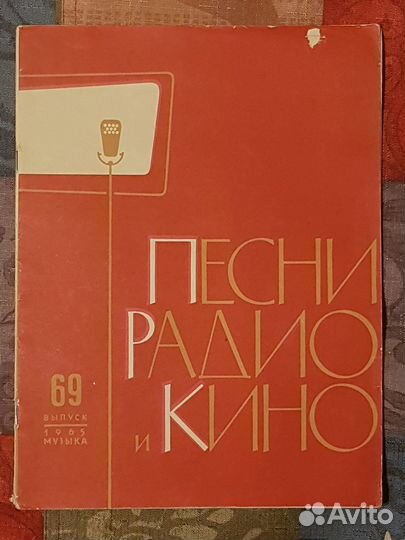 ПЕСНИ
РАДИО
и КИНО
69
ВЫПУСК
1965
МУЗЫКА
Avito